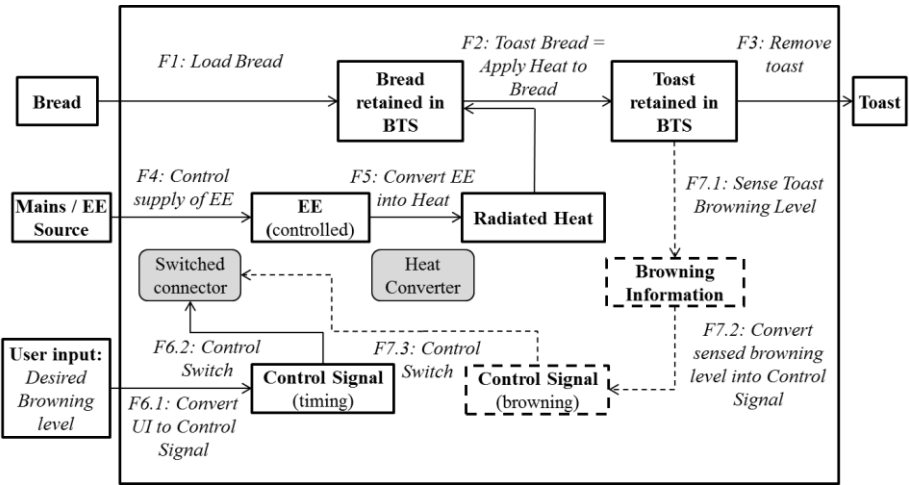 F1: Load Bread
F2: Toast Bread =
Apply Heat to
Bread
F3: Remove
toast
Bread
Bread
retained in
BTS
Toast
retained in
BTS
Toast
F4: Control
supply of EE
F5: Convert EE
into Heat
F7.1: Sense Toast
Browning Level
Mains / EE
Source
EE
(controlled)
Radiated Heat
Switched
connector
Heat
Converter
Browning
Information
User input:
Desired
Browning
level
F6.2: Control
Switch
F7.3: Control
Switch
F7.2: Convert
sensed browning
level into Control
Signal
Control Signal
(timing)
Control Signal
(browning)
F6.1: Convert
UI to Control
Signal